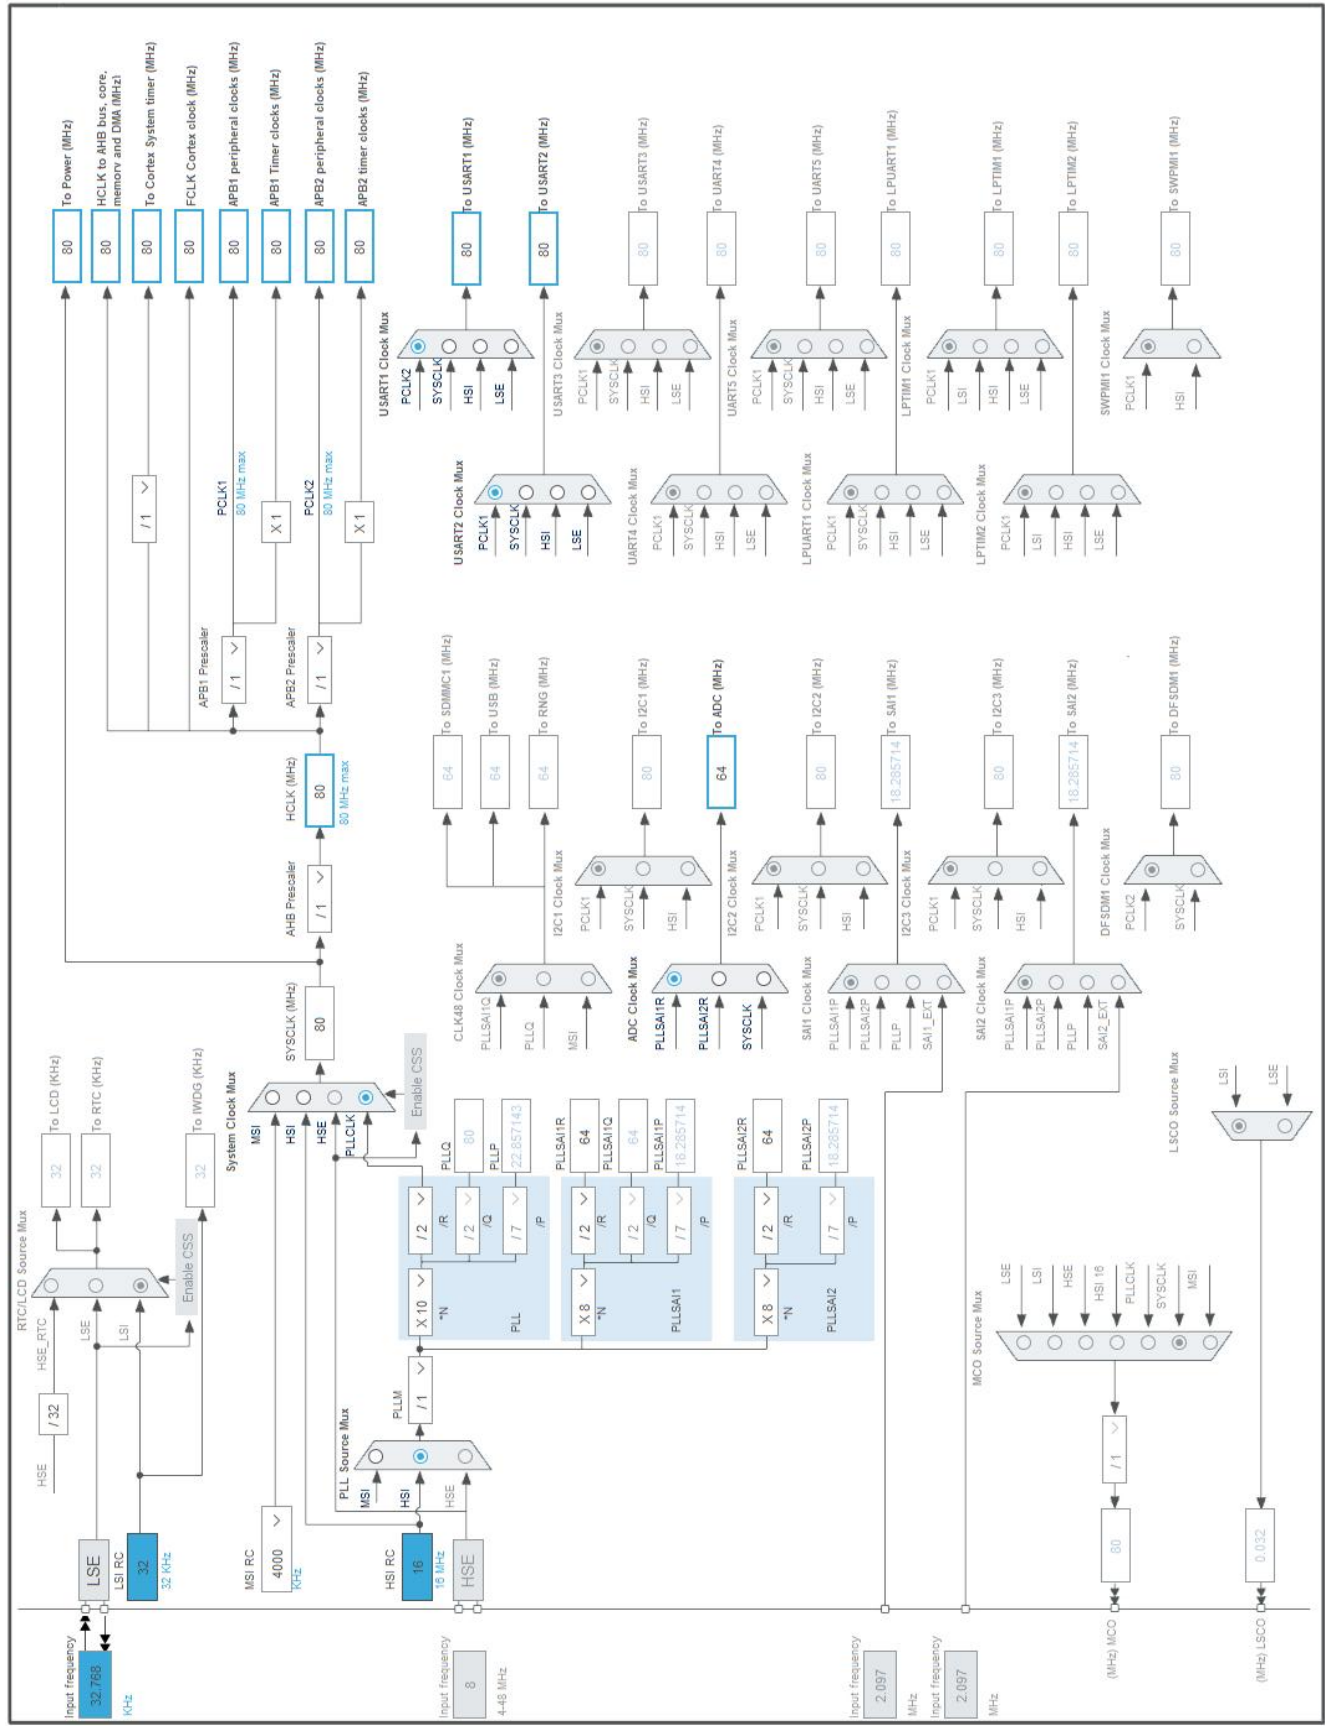 Input frequency
32.768
KHz
LSE
LSI RC
32
32 KHz
HSE
/ 32
HSE_RTC
LSE
LSI
RTC/LCD Source Mux
Enable CSS
32
To LCD (KHz)
32
To RTC (KHz)
32
To IWDG (KHz)
MSI RC
4000
KHz
HSI RC
16
16 MHz
HSE
Input frequency
8
4-48 MHz
PLL Source Mux
MSI
HSI
HSE
PLLM
/ 1
System Clock Mux
MSI
HSI
HSE
PLLCLK
Enable CSS
SYSCLK (MHz)
80
AHB Prescaler
/ 1
HCLK (MHz)
80
80 MHz max
APB1 Prescaler
/ 1
APB2 Prescaler
/ 1
/ 1
PCLK1
80 MHz max
X 1
PCLK2
80 MHz max
X 1
80
To Power (MHz)
80
HCLK to AHB bus, core,
memory and DMA (MHz)
80
To Cortex System timer (MHz)
80
FCLK Cortex clock (MHz)
80
APB1 peripheral clocks (MHz)
80
APB1 Timer clocks (MHz)
80
APB2 peripheral clocks (MHz)
80
APB2 timer clocks (MHz)
X 10
*N
/ 2
/R
/ 2
/Q
/ 7
/P
PLL
PLLQ
80
PLLP
22.857143
X 8
*N
/ 2
/R
/ 2
/Q
/ 7
/P
PLLSAI1
PLLSAI1R
64
PLLSAI1Q
64
PLLSAI1P
18.285714
X 8
*N
/ 2
/R
/ 7
/P
PLLSAI2
PLLSAI2R
64
PLLSAI2P
18.285714
CLK48 Clock Mux
PLLSAI1Q
PLLQ
MSI
64
To SDMMC1 (MHz)
64
To USB (MHz)
64
To RNG (MHz)
I2C1 Clock Mux
PCLK1
SYSCLK
HSI
80
To I2C1 (MHz)
ADC Clock Mux
PLLSAI1R
PLLSAI2R
SYSCLK
64
To ADC (MHz)
I2C2 Clock Mux
PCLK1
SYSCLK
HSI
80
To I2C2 (MHz)
SAI1 Clock Mux
PLLSAI1P
PLLSAI2P
PLLP
SAI1_EXT
18.285714
To SAI1 (MHz)
I2C3 Clock Mux
PCLK1
SYSCLK
HSI
80
To I2C3 (MHz)
SAI2 Clock Mux
PLLSAI1P
PLLSAI2P
PLLP
SAI2_EXT
18.285714
To SAI2 (MHz)
DFSDM1 Clock Mux
PCLK2
SYSCLK
80
To DFSDM1 (MHz)
USART1 Clock Mux
PCLK2
SYSCLK
HSI
LSE
80
To USART1 (MHz)
USART2 Clock Mux
PCLK1
SYSCLK
HSI
LSE
80
To USART2 (MHz)
USART3 Clock Mux
PCLK1
SYSCLK
HSI
LSE
80
To USART3 (MHz)
UART4 Clock Mux
PCLK1
SYSCLK
HSI
LSE
80
To UART4 (MHz)
UART5 Clock Mux
PCLK1
SYSCLK
HSI
LSE
80
To UART5 (MHz)
LPUART1 Clock Mux
PCLK1
SYSCLK
HSI
LSE
80
To LPUART1 (MHz)
LPTIM1 Clock Mux
PCLK1
LSI
HSI
LSE
80
To LPTIM1 (MHz)
LPTIM2 Clock Mux
PCLK1
LSI
HSI
LSE
80
To LPTIM2 (MHz)
SWPMI1 Clock Mux
PCLK1
HSI
80
To SWPMI1 (MHz)
Input frequency
2.097
MHz
Input frequency
2.097
MHz
MCO Source Mux
LSE
LSI
HSE
HSI 16
PLLCLK
SYSCLK
MSI
/ 1
80
(MHz) MCO
LSCO Source Mux
LSI
LSE
0.032
(MHz) LSCO